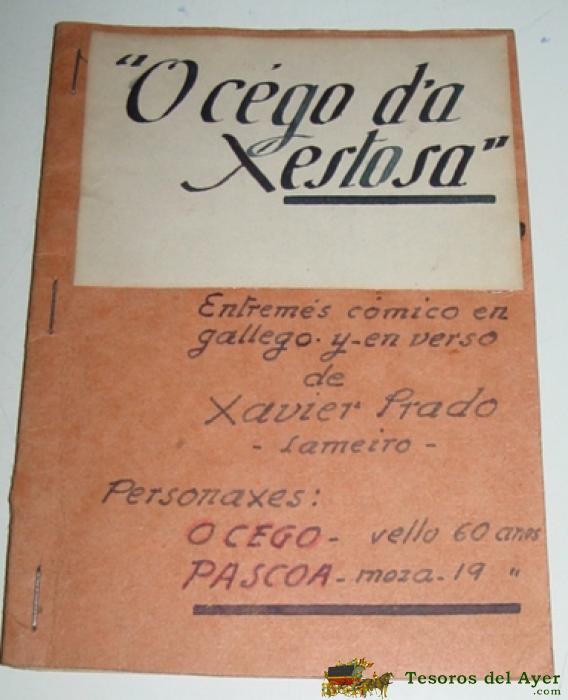 "O cégo d'a
Xestosa"
Entremés cómico en
gallego. y-en verso
de
Xavier Prado
- Lameiro -
Personaxes:
O CEGO - vello 60 anos
PASCOA - moza - 19 "
Tesoros del Ayer
.com